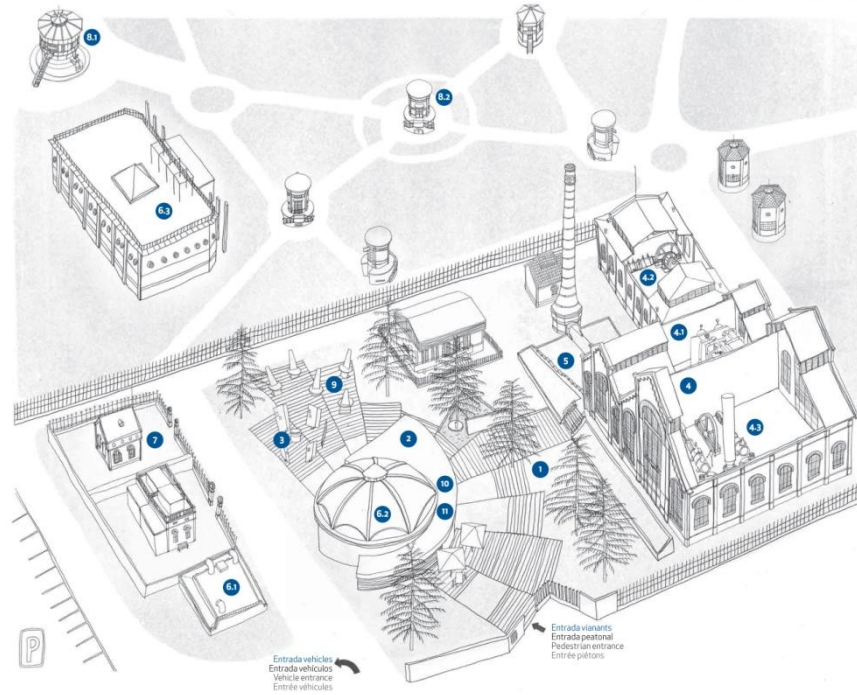 8.1
8.2
6.3
4.2
4.1
5
4
9
4.3
3
2
7
1
10
11
6.2
6.1
P
Entrada vianants
Entrada peatonal
Pedestrian entrance
Entrée piétons
Entrada vehicles
Entrada vehículos
Vehicle entrance
Entrée véhicules